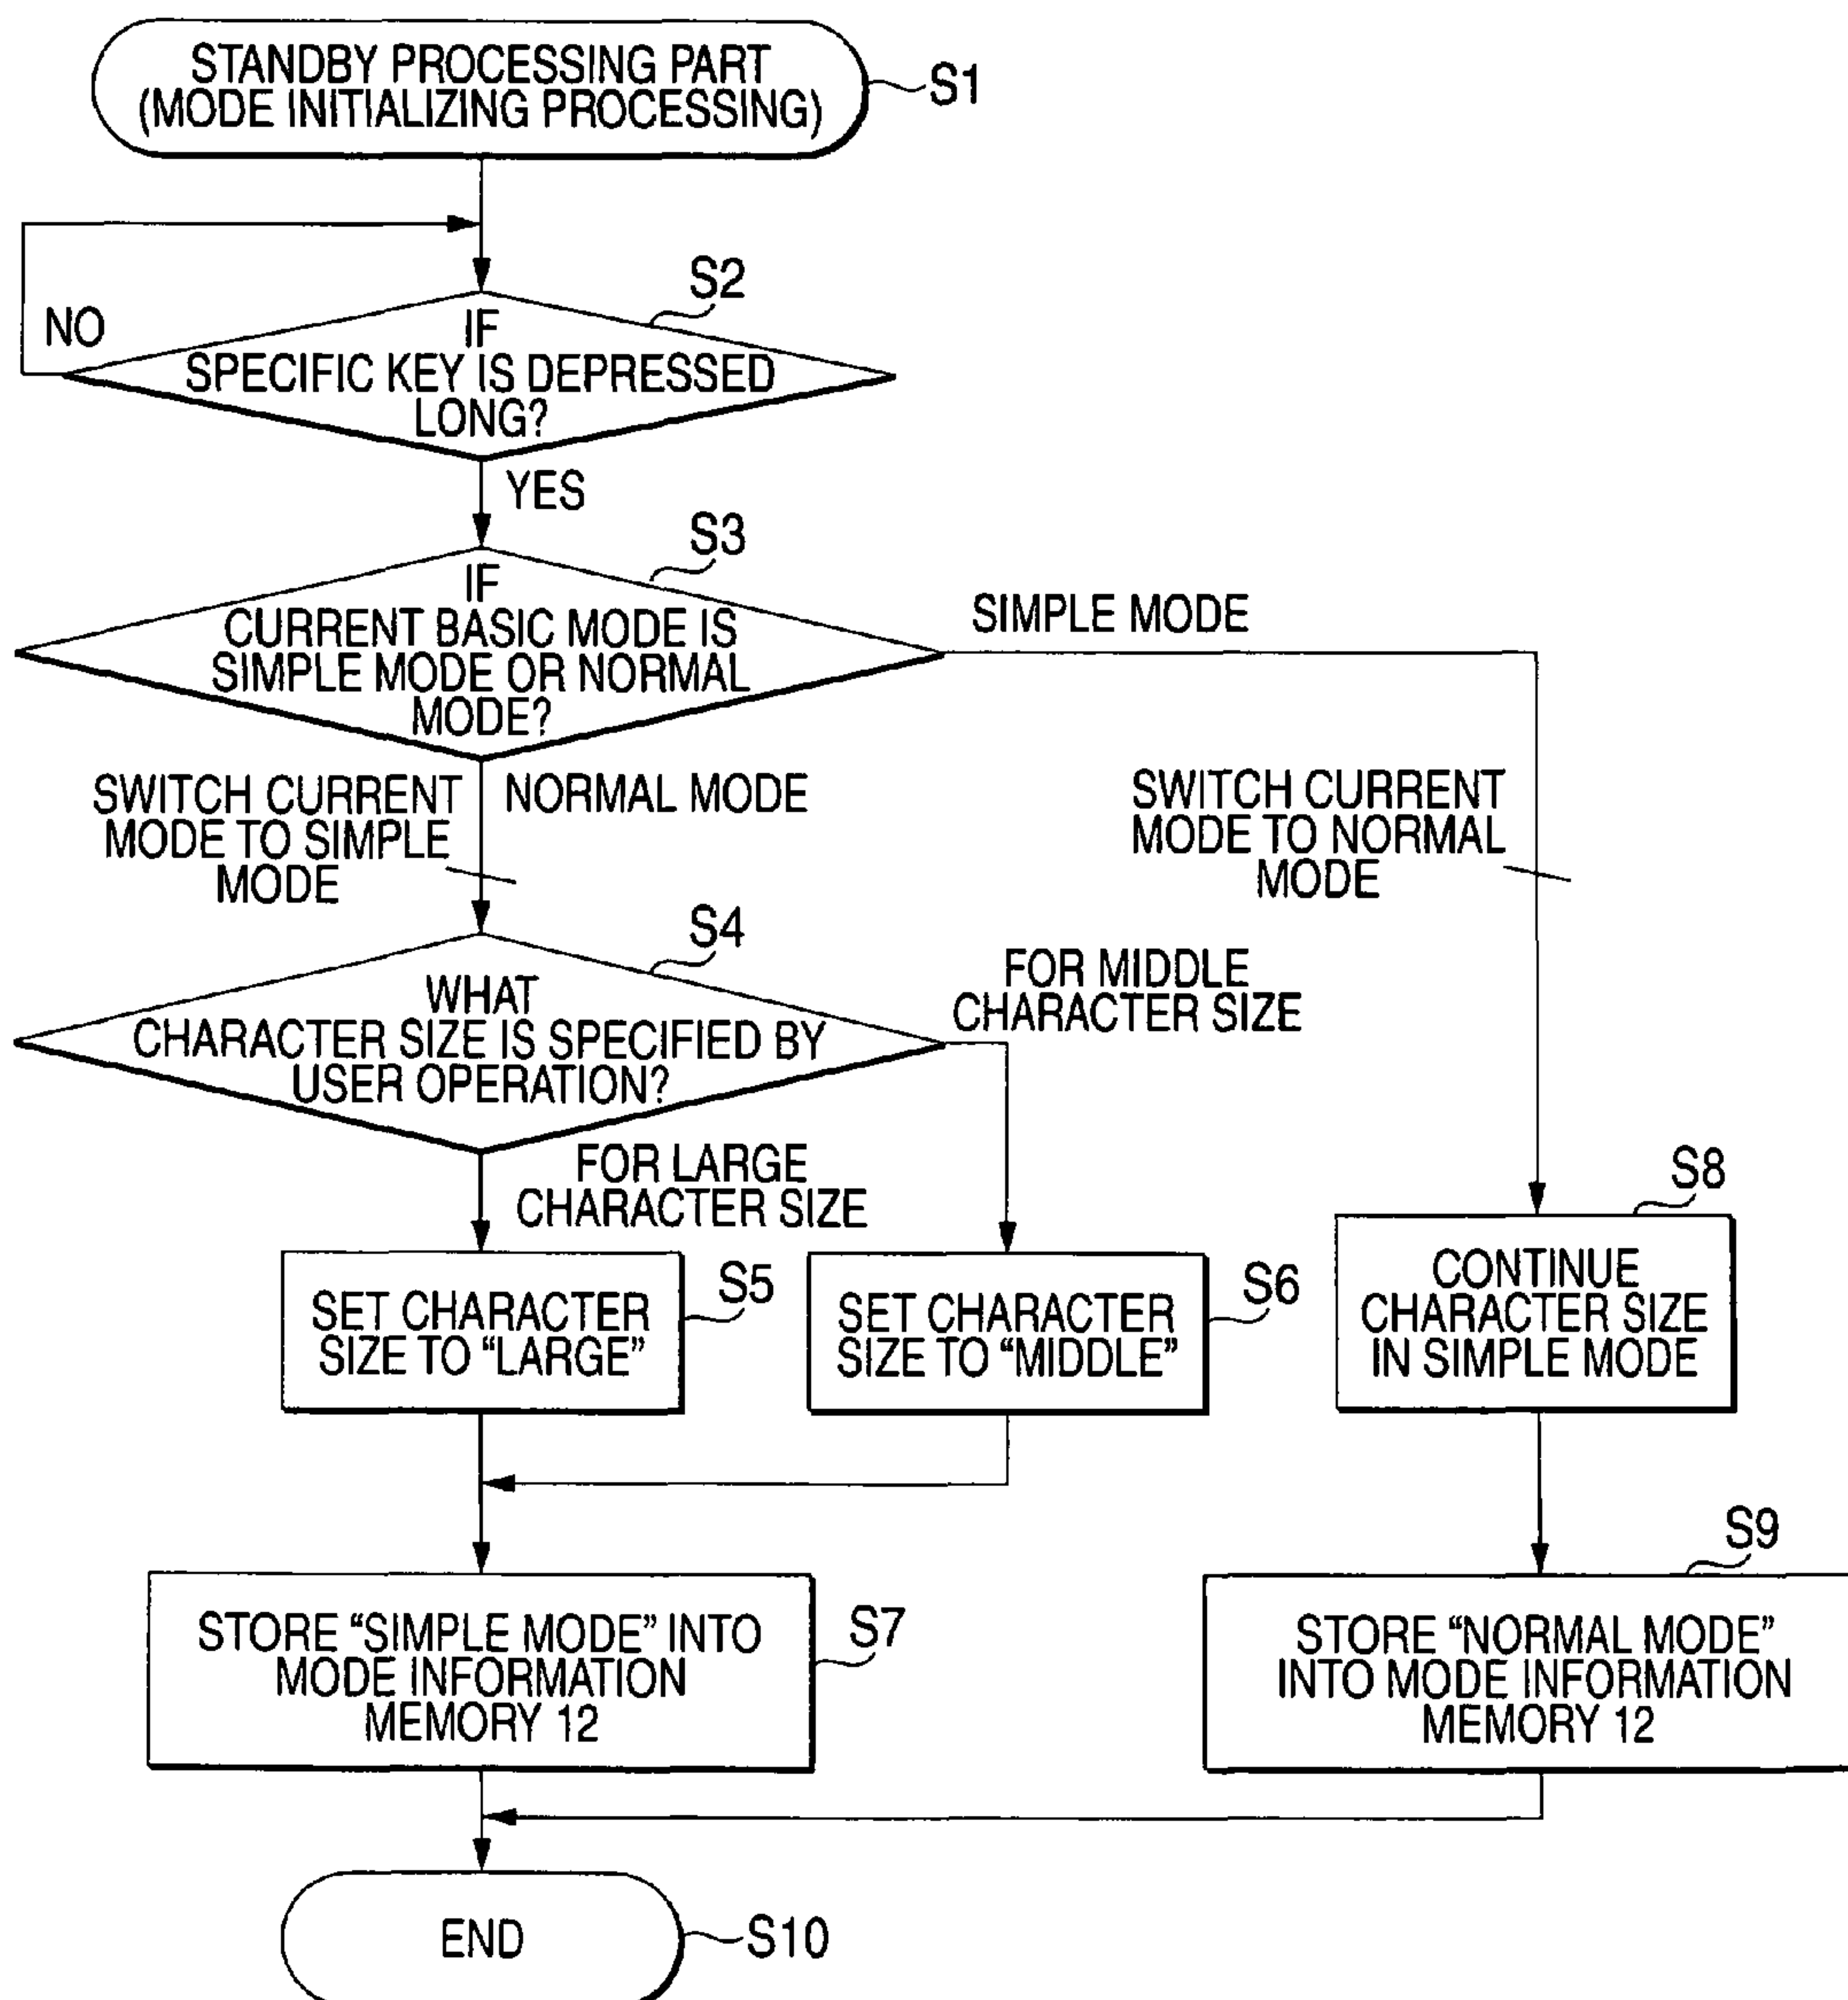 STANDBY PROCESSING PART
(MODE INITIALIZING PROCESSING)
S1
S2
NO
IF
SPECIFIC KEY IS DEPRESSED
LONG?
YES
S3
IF
CURRENT BASIC MODE IS
SIMPLE MODE OR NORMAL
MODE?
SIMPLE MODE
SWITCH CURRENT
MODE TO SIMPLE
MODE
NORMAL MODE
SWITCH CURRENT
MODE TO NORMAL
MODE
S4
WHAT
CHARACTER SIZE IS SPECIFIED BY
USER OPERATION?
FOR MIDDLE
CHARACTER SIZE
FOR LARGE
CHARACTER SIZE
S5
SET CHARACTER
SIZE TO “LARGE”
S6
SET CHARACTER
SIZE TO “MIDDLE”
S8
CONTINUE
CHARACTER SIZE
IN SIMPLE MODE
S7
STORE “SIMPLE MODE” INTO
MODE INFORMATION
MEMORY 12
S9
STORE “NORMAL MODE”
INTO MODE INFORMATION
MEMORY 12
END
S10